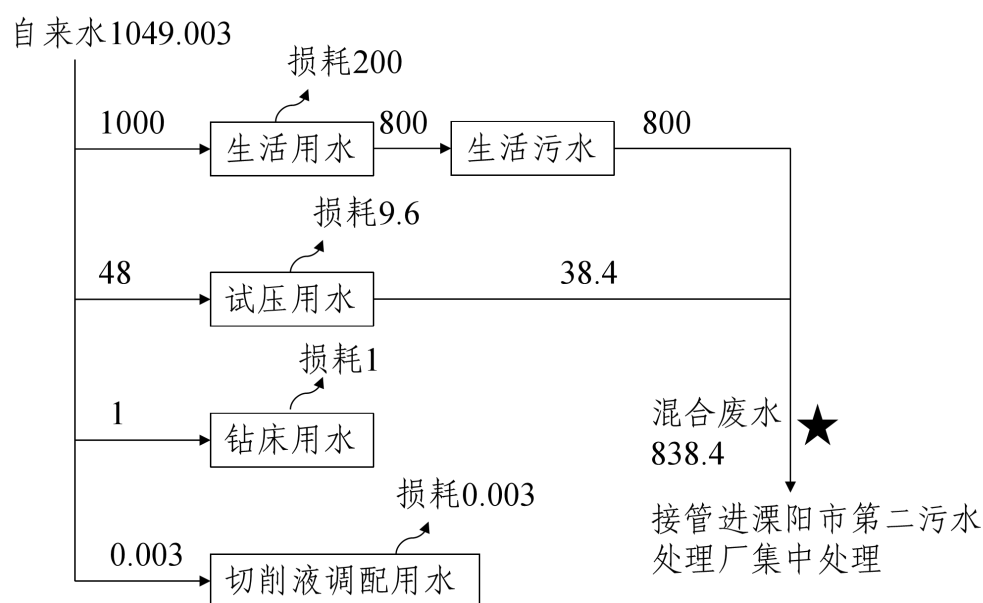 自来水1049.003
损耗200
1000
生活用水
800
生活污水
800
损耗9.6
48
试压用水
38.4
损耗1
1
钻床用水
混合废水
838.4
损耗0.003
0.003
切削液调配用水
接管进溧阳市第二污水
处理厂集中处理